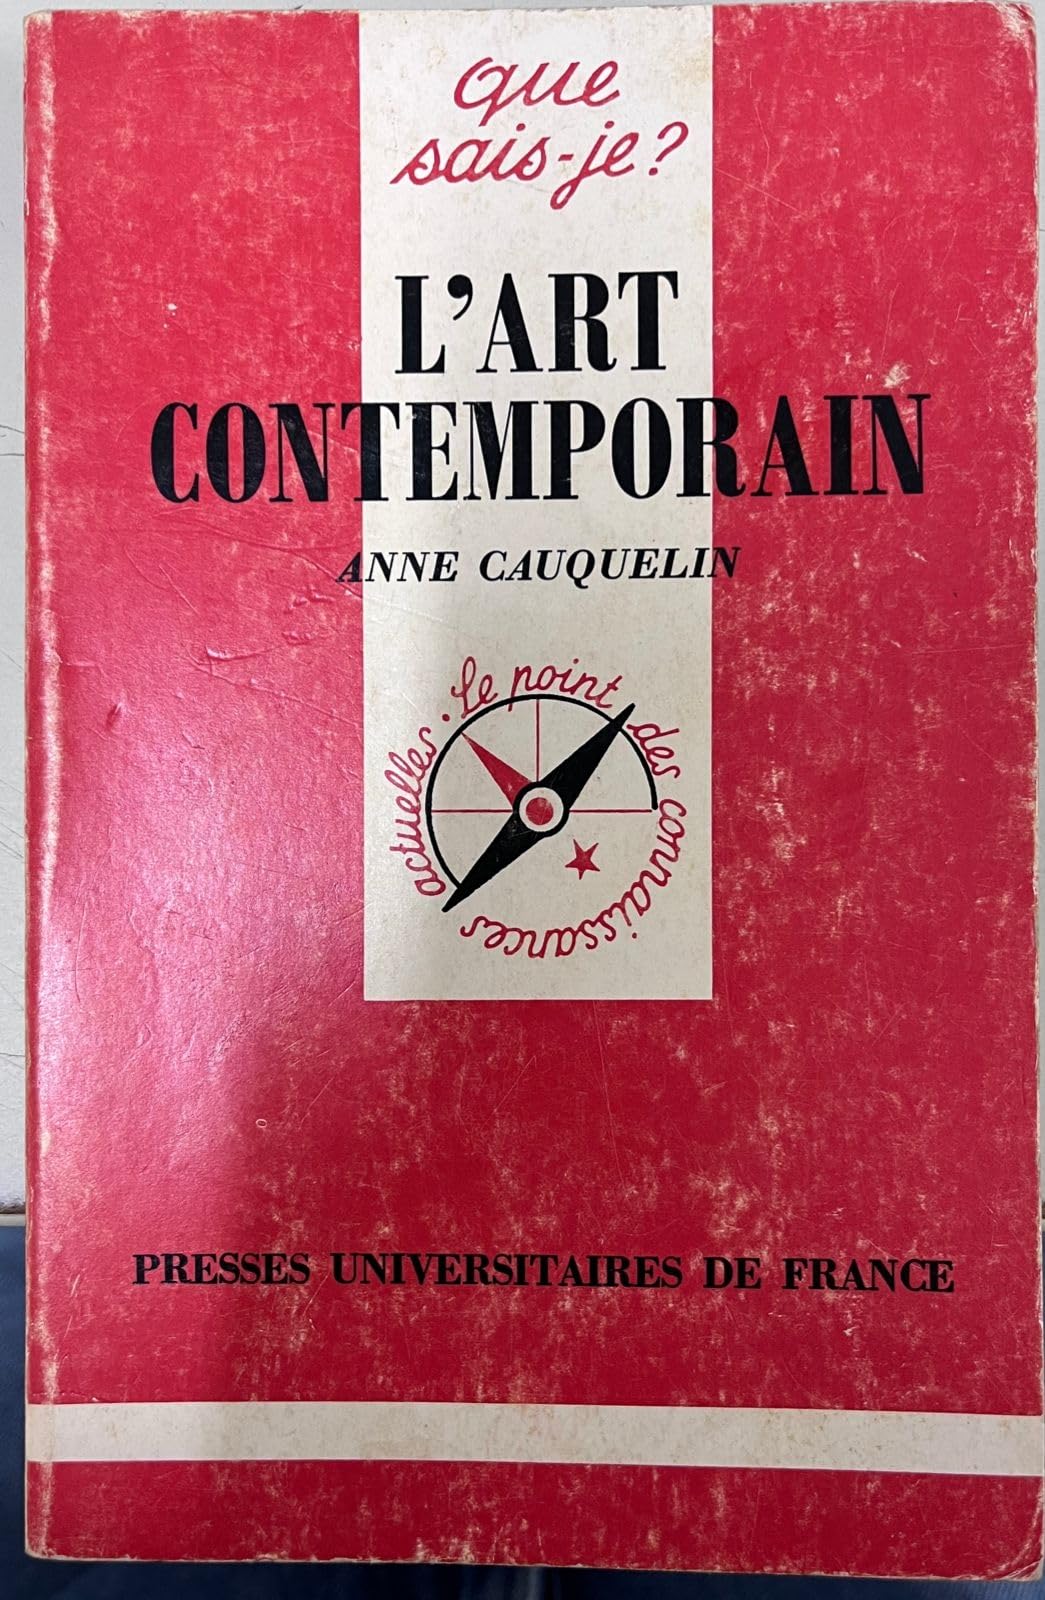 que
sais-je?
L'ART
CONTEMPORAIN
ANNE CAUQUELIN
Le point des connaissances actuelles.
PRESSES UNIVERSITAIRES DE FRANCE